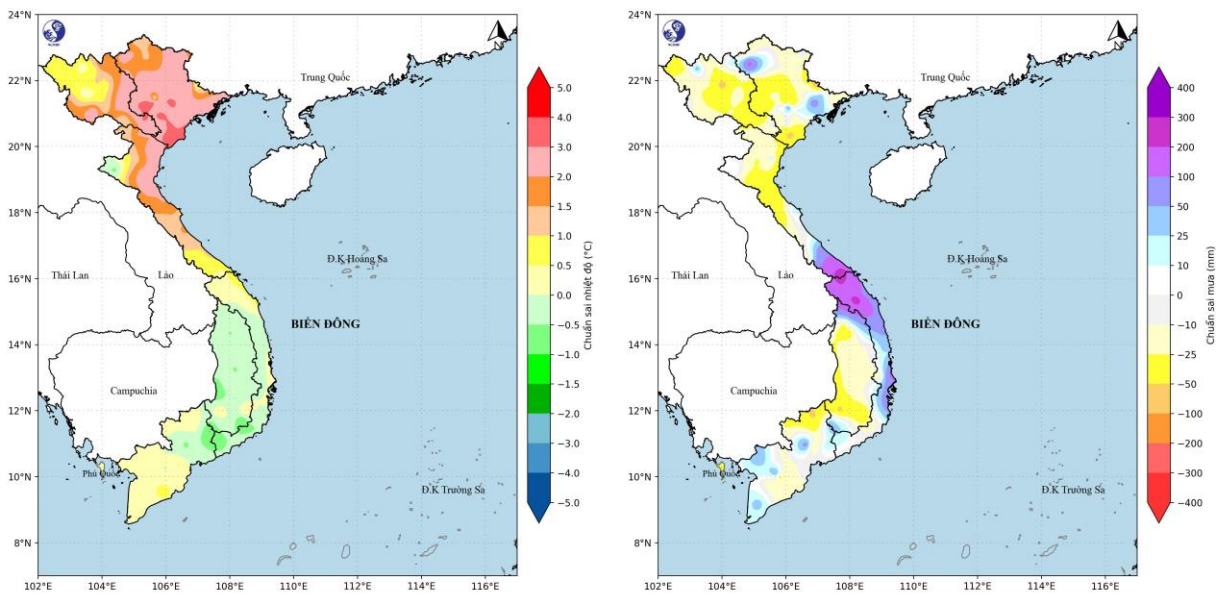 24°N
22°N
20°N
18°N
16°N
14°N
12°N
10°N
8°N
102°E
104°E
106°E
108°E
110°E
112°E
114°E
116°E
Trung Quốc
Thái Lan
Lào
Đ.K Hoàng Sa
BIỂN ĐÔNG
Campuchia
Phú Quốc
Đ.K Trường Sa
5.0
4.0
3.0
2.0
1.5
1.0
0.5
0.0
−0.5
−1.0
−1.5
−2.0
−3.0
−4.0
−5.0
Chuẩn sai nhiệt độ (°C)
24°N
22°N
20°N
18°N
16°N
14°N
12°N
10°N
8°N
102°E
104°E
106°E
108°E
110°E
112°E
114°E
116°E
Trung Quốc
Thái Lan
Lào
Đ.K Hoàng Sa
BIỂN ĐÔNG
Campuchia
Phú Quốc
Đ.K Trường Sa
400
300
200
100
50
25
10
0
−10
−25
−50
−100
−200
−300
−400
Chuẩn sai mưa (mm)